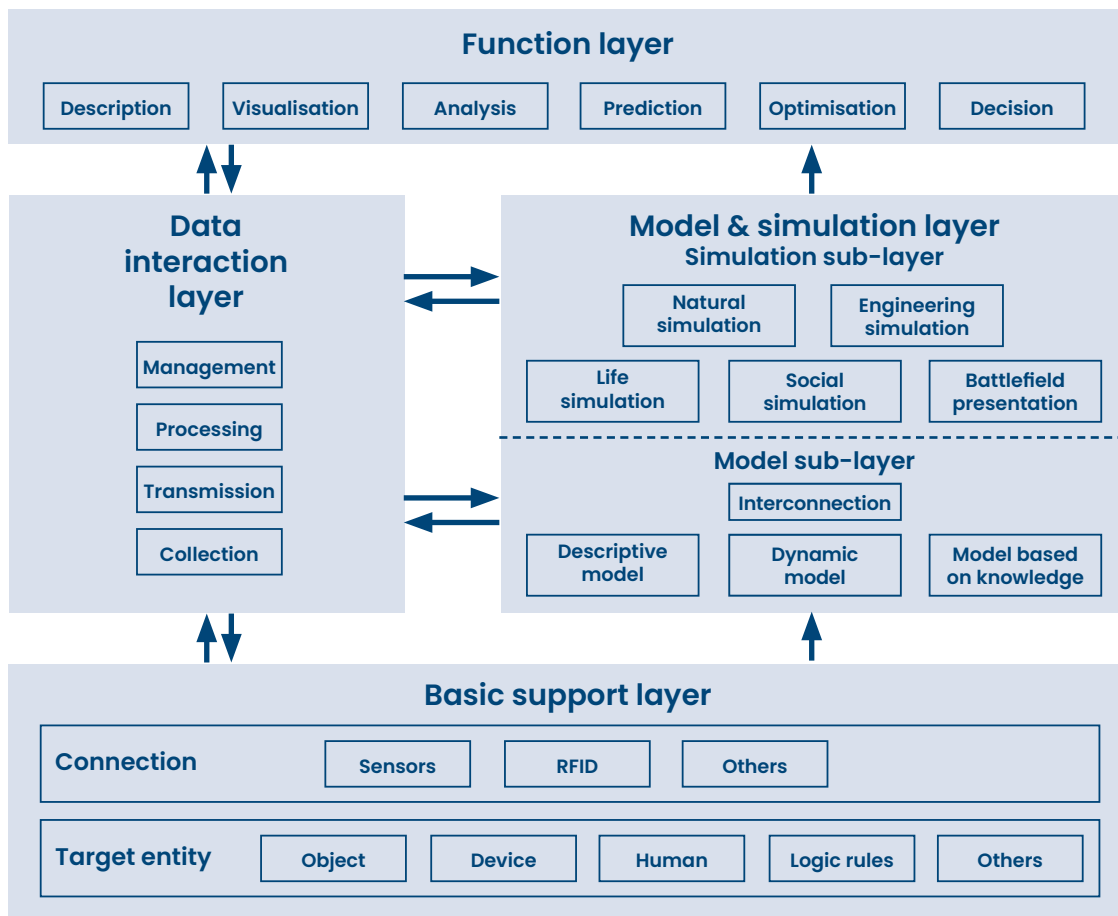 Function layer
Description
Visualisation
Analysis
Prediction
Optimisation
Decision
Data
interaction
layer
Management
Processing
Transmission
Collection
Model & simulation layer
Simulation sub-layer
Natural
simulation
Engineering
simulation
Life
simulation
Social
simulation
Battlefield
presentation
Model sub-layer
Interconnection
Descriptive
model
Dynamic
model
Model based
on knowledge
Basic support layer
Connection
Sensors
RFID
Others
Target entity
Object
Device
Human
Logic rules
Others